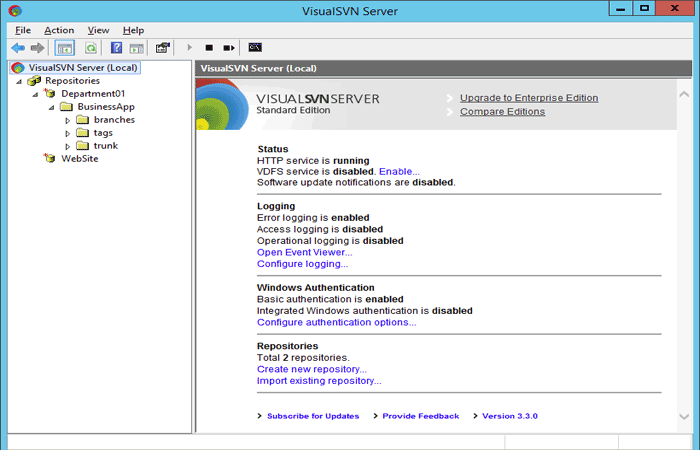 VisualSVN Server
File Action View Help
VisualSVN Server (Local)
Repositories
Department01
BusinessApp
branches
tags
trunk
WebSite
VisualSVN Server (Local)
VISUALSVN SERVER
Standard Edition
Upgrade to Enterprise Edition
Compare Editions
Status
HTTP service is running
VDFS service is disabled. Enable...
Software update notifications are disabled.
Logging
Error logging is enabled
Access logging is disabled
Operational logging is disabled
Open Event Viewer...
Configure logging...
Windows Authentication
Basic authentication is enabled
Integrated Windows authentication is disabled
Configure authentication options...
Repositories
Total 2 repositories.
Create new repository...
Import existing repository...
Subscribe for Updates Provide Feedback Version 3.3.0